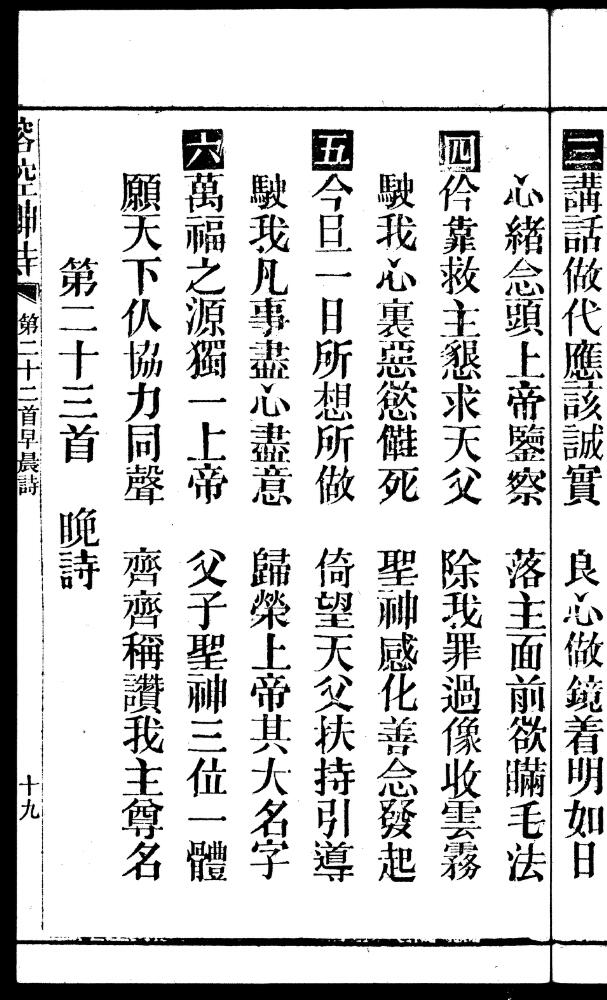 三 講話做代應該誠實 良心做鏡着明如日
心緒念頭上帝鑒察 落主面前欲瞞毛法
四 伶靠救主懇求天父 除我罪過像收雲霧
駛我心裏惡慾儺死 聖神感化善念發起
五 今旦一日所想所做 倚望天父扶持引導
駛我凡事盡心盡意 歸榮上帝其大名字
六 萬福之源獨一上帝 父子聖神三位一體
願天下仈協力同聲 齊齊稱讚我主尊名
第二十三首 晚詩
榕腔神詩 第二十二首早晨詩 十九